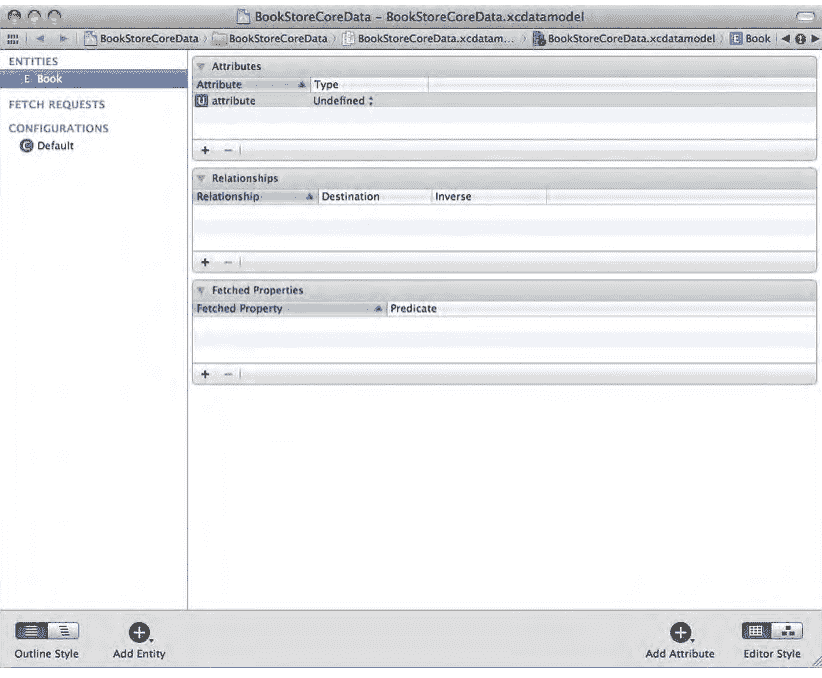 BookStoreCoreData – BookStoreCoreData.xcdatamodel
BookStoreCoreData BookStoreCoreData BookStoreCoreData.xcdatam... BookStoreCoreData.xcdatamodel E Book
ENTITIES
E Book
FETCH REQUESTS
CONFIGURATIONS
C Default
Attributes
Attribute Type
U attribute Undefined
+ −
Relationships
Relationship Destination Inverse
+ −
Fetched Properties
Fetched Property Predicate
+ −
Outline Style Add Entity Add Attribute Editor Style